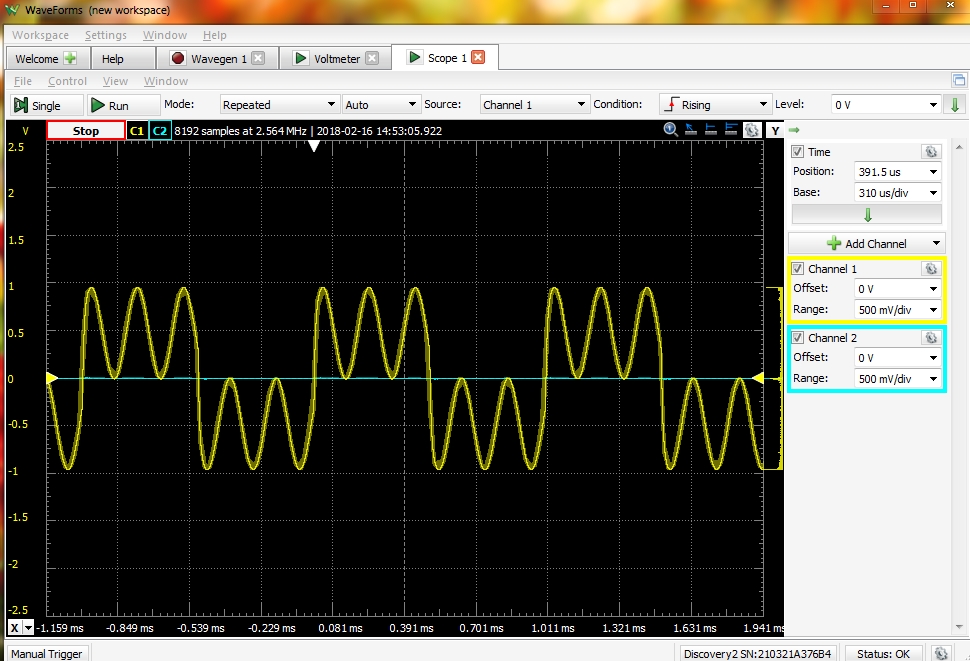 WaveForms (new workspace)
Workspace Settings Window Help
Welcome Help Wavegen 1 Voltmeter Scope 1
File Control View Window
Single Run Mode: Repeated Auto Source: Channel 1 Condition: Rising Level: 0 V
V Stop C1 C2 8192 samples at 2.564 MHz | 2018-02-16 14:53:05.922 Y
2.5
2
1.5
1
0.5
0
-0.5
-1
-1.5
-2
-2.5
X -1.159 ms -0.849 ms -0.539 ms -0.229 ms 0.081 ms 0.391 ms 0.701 ms 1.011 ms 1.321 ms 1.631 ms 1.941 ms
Time
Position: 391.5 us
Base: 310 us/div
Add Channel
Channel 1
Offset: 0 V
Range: 500 mV/div
Channel 2
Offset: 0 V
Range: 500 mV/div
Manual Trigger Discovery2 SN:210321A376B4 Status: OK